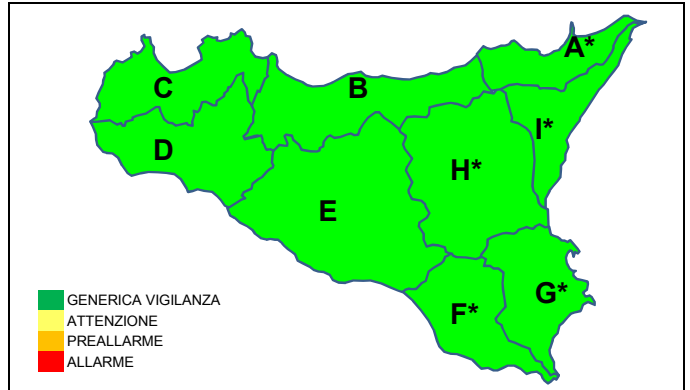 A*
C
B
I*
D
H*
E
G*
F*
GENERICA VIGILANZA
ATTENZIONE
PREALLARME
ALLARME